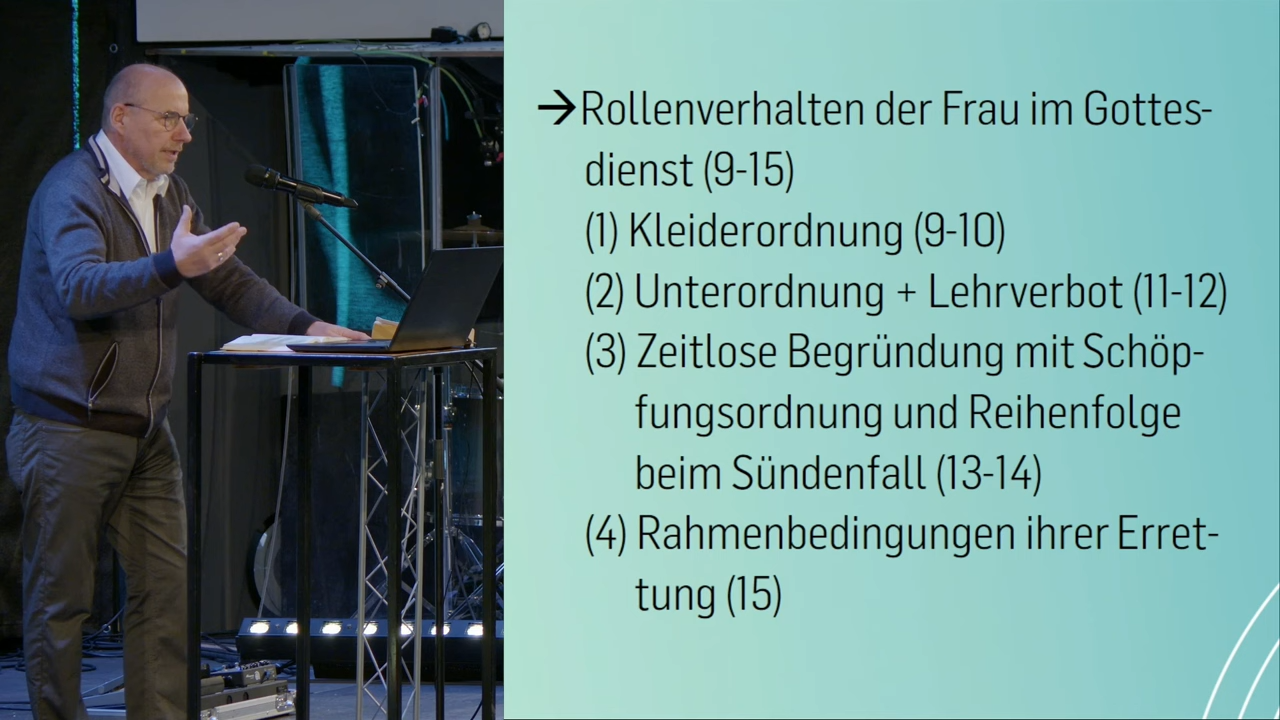 →Rollenverhalten der Frau im Gottes-
dienst (9-15)
(1) Kleiderordnung (9-10)
(2) Unterordnung + Lehrverbot (11-12)
(3) Zeitlose Begründung mit Schöp-
fungsordnung und Reihenfolge
beim Sündenfall (13-14)
(4) Rahmenbedingungen ihrer Erret-
tung (15)